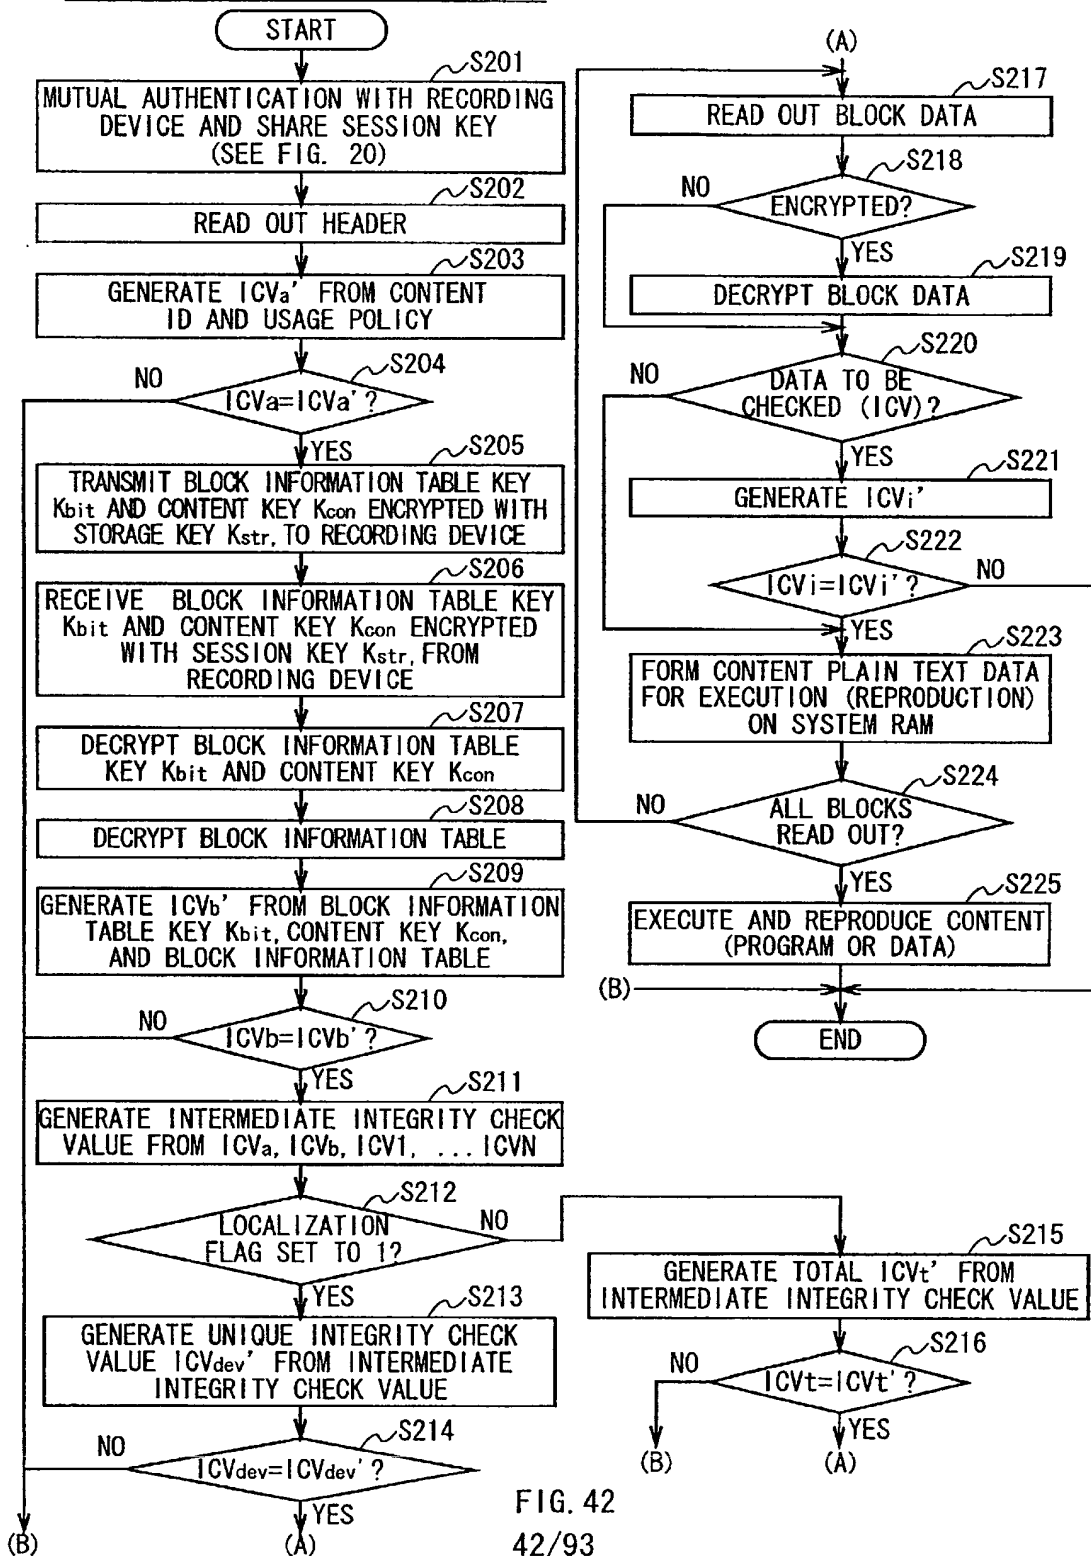 START
S201
MUTUAL AUTHENTICATION WITH RECORDING
DEVICE AND SHARE SESSION KEY
(SEE FIG. 20)
S202
READ OUT HEADER
S203
GENERATE ICVa' FROM CONTENT
ID AND USAGE POLICY
S204
NO
ICVa=ICVa'?
YES
S205
TRANSMIT BLOCK INFORMATION TABLE KEY
Kbit AND CONTENT KEY Kcon ENCRYPTED WITH
STORAGE KEY Kstr, TO RECORDING DEVICE
S206
RECEIVE BLOCK INFORMATION TABLE KEY
Kbit AND CONTENT KEY Kcon ENCRYPTED
WITH SESSION KEY Kstr, FROM
RECORDING DEVICE
S207
DECRYPT BLOCK INFORMATION TABLE
KEY Kbit AND CONTENT KEY Kcon
S208
DECRYPT BLOCK INFORMATION TABLE
S209
GENERATE ICVb' FROM BLOCK INFORMATION
TABLE KEY Kbit, CONTENT KEY Kcon,
AND BLOCK INFORMATION TABLE
S210
NO
ICVb=ICVb'?
YES
S211
GENERATE INTERMEDIATE INTEGRITY CHECK
VALUE FROM ICVa, ICVb, ICV1, ...ICVN
S212
LOCALIZATION
FLAG SET TO 1?
NO
YES
S213
GENERATE UNIQUE INTEGRITY CHECK
VALUE ICVdev' FROM INTERMEDIATE
INTEGRITY CHECK VALUE
S214
NO
ICVdev=ICVdev'?
YES
(B)
(A)
(A)
S217
READ OUT BLOCK DATA
S218
NO
ENCRYPTED?
YES
S219
DECRYPT BLOCK DATA
S220
NO
DATA TO BE
CHECKED (ICV)?
YES
S221
GENERATE ICVi'
S222
ICVi=ICVi'?
NO
YES
S223
FORM CONTENT PLAIN TEXT DATA
FOR EXECUTION (REPRODUCTION)
ON SYSTEM RAM
S224
NO
ALL BLOCKS
READ OUT?
YES
S225
EXECUTE AND REPRODUCE CONTENT
(PROGRAM OR DATA)
(B)
END
S215
GENERATE TOTAL ICVt' FROM
INTERMEDIATE INTEGRITY CHECK VALUE
S216
NO
ICVt=ICVt'?
YES
(B)
(A)
FIG. 42
42/93